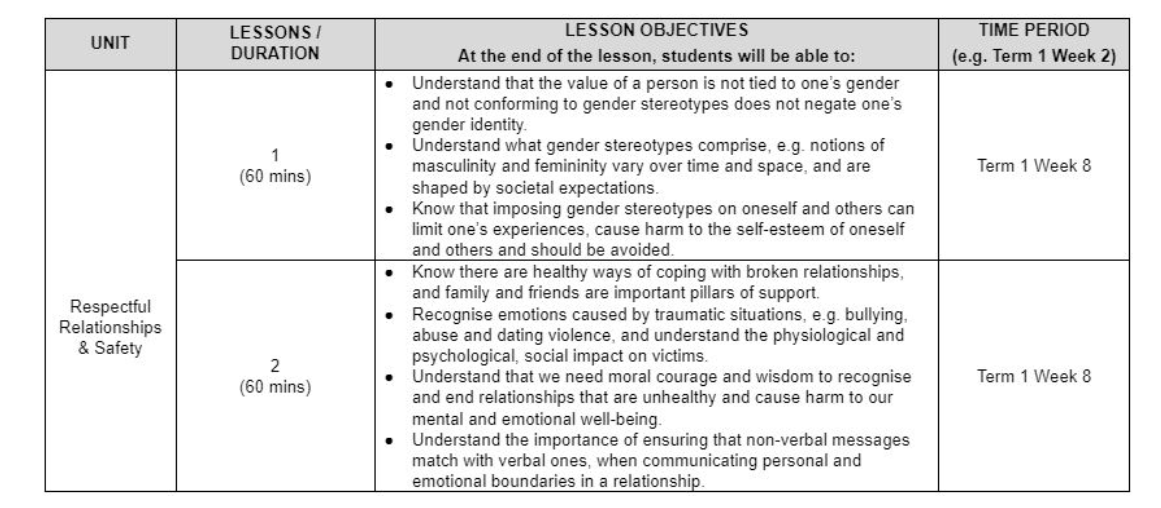 UNIT
LESSONS /
DURATION
LESSON OBJECTIVES
At the end of the lesson, students will be able to:
TIME PERIOD
(e.g. Term 1 Week 2)
Respectful
Relationships
& Safety
1
(60 mins)
● Understand that the value of a person is not tied to one's gender
and not conforming to gender stereotypes does not negate one's
gender identity.
● Understand what gender stereotypes comprise, e.g. notions of
masculinity and femininity vary over time and space, and are
shaped by societal expectations.
● Know that imposing gender stereotypes on oneself and others can
limit one's experiences, cause harm to the self-esteem of oneself
and others and should be avoided.
Term 1 Week 8
2
(60 mins)
● Know there are healthy ways of coping with broken relationships,
and family and friends are important pillars of support.
● Recognise emotions caused by traumatic situations, e.g. bullying,
abuse and dating violence, and understand the physiological and
psychological, social impact on victims.
● Understand that we need moral courage and wisdom to recognise
and end relationships that are unhealthy and cause harm to our
mental and emotional well-being.
● Understand the importance of ensuring that non-verbal messages
match with verbal ones, when communicating personal and
emotional boundaries in a relationship.
Term 1 Week 8